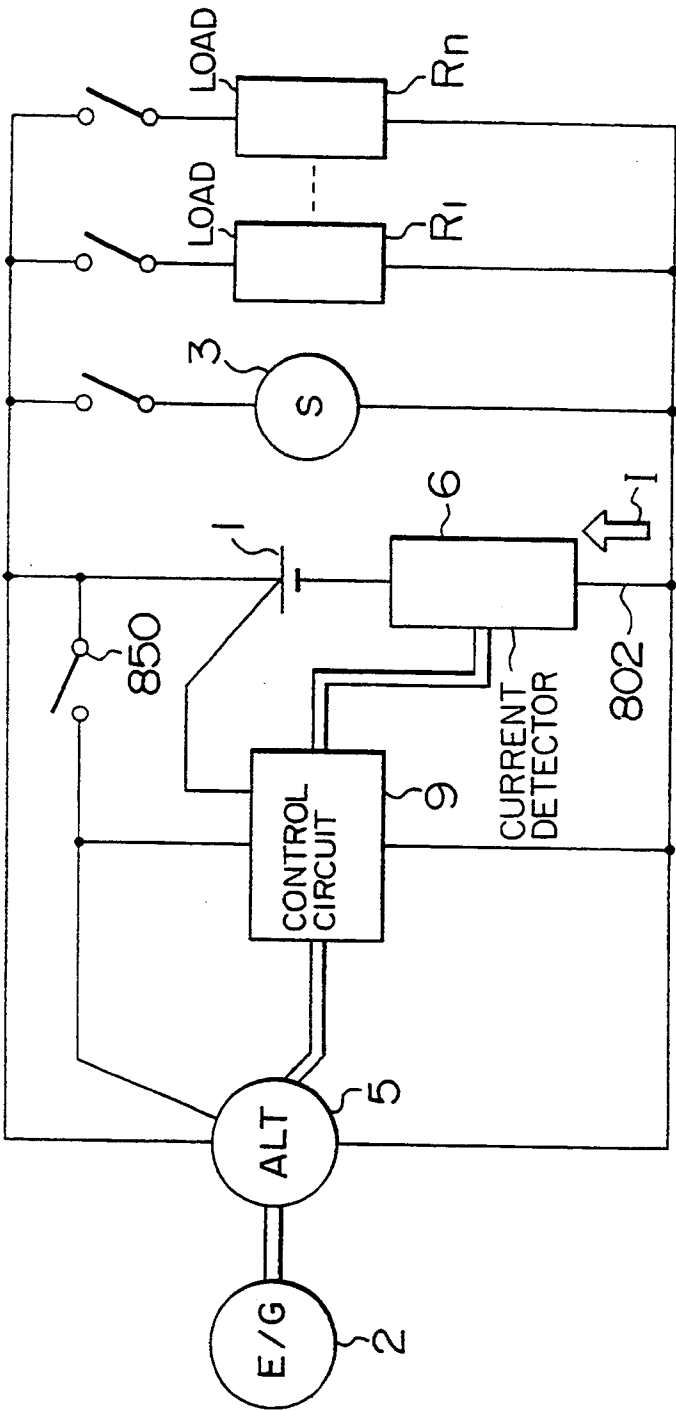 E/G
2
ALT
5
CONTROL
CIRCUIT
9
850
1
CURRENT
DETECTOR
6
802
I
S
3
LOAD
R1
LOAD
Rn